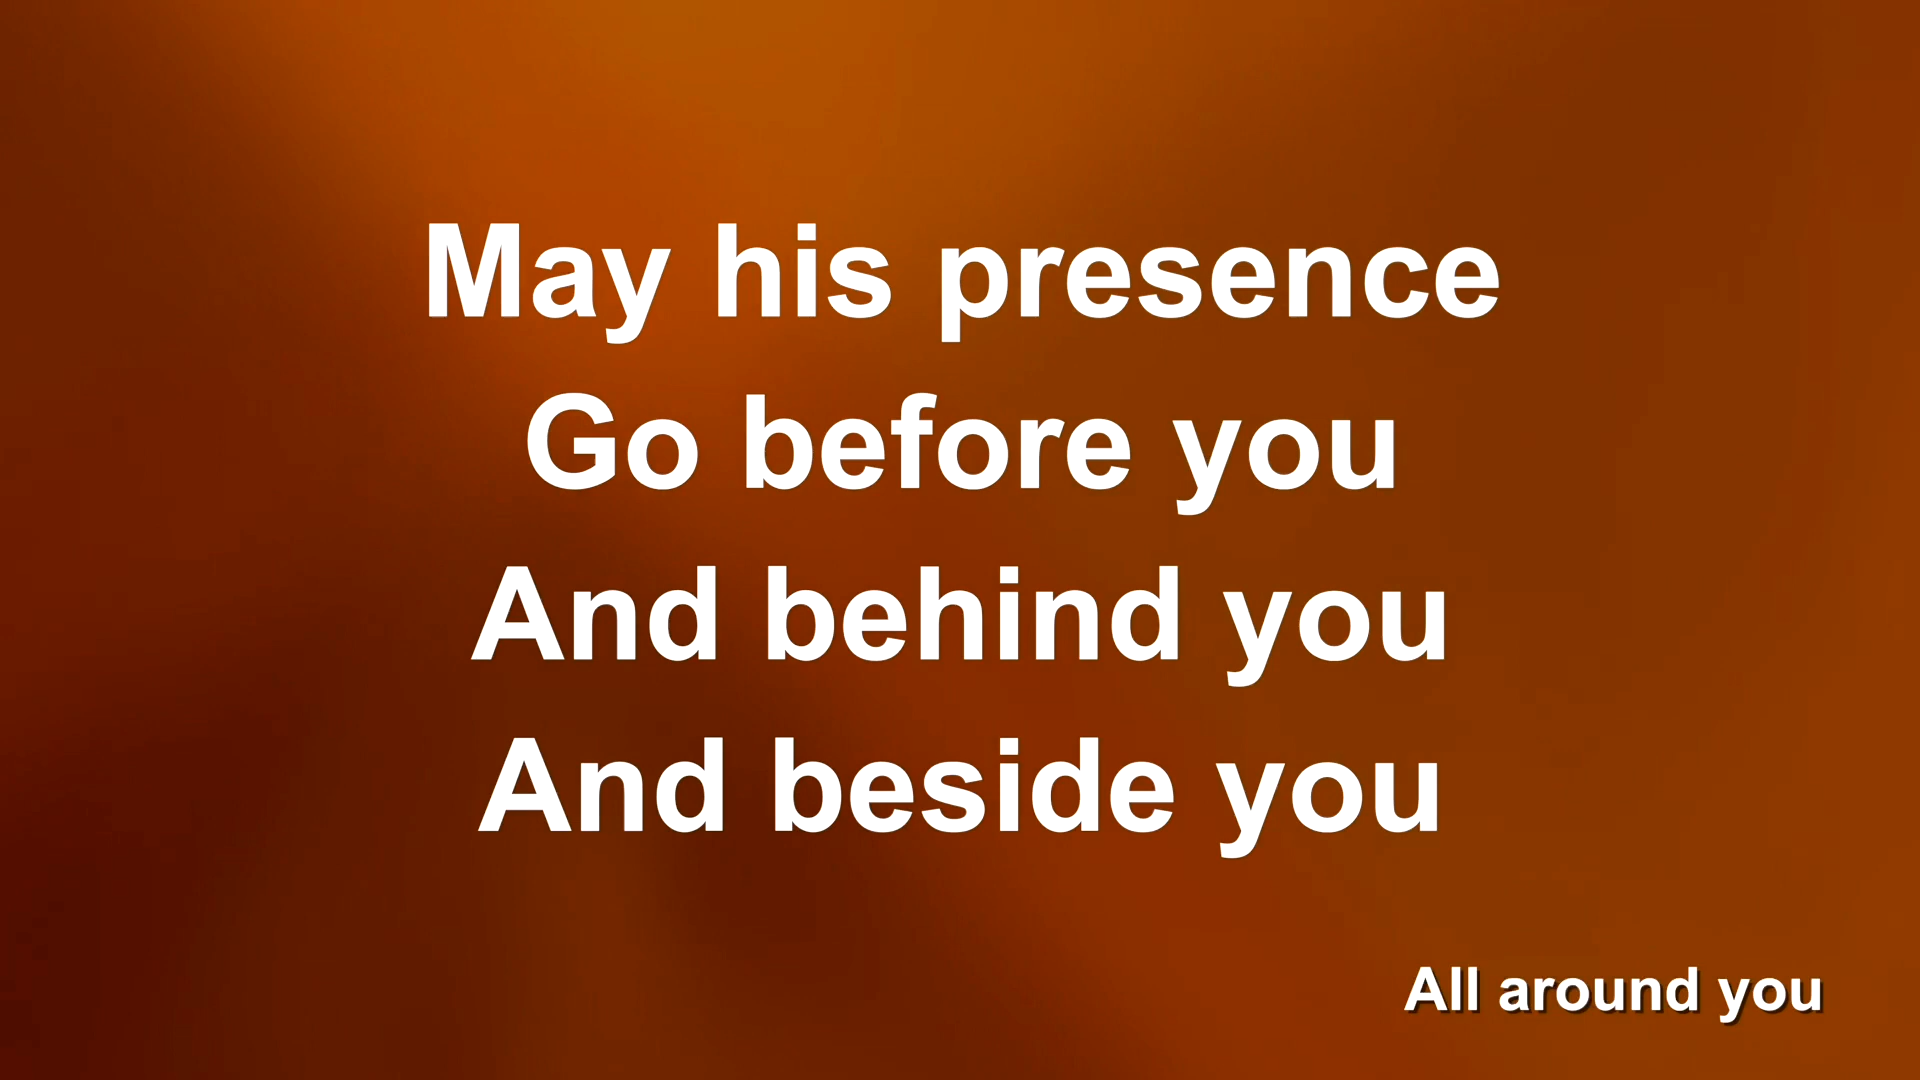 May his presence
Go before you
And behind you
And beside you
All around you